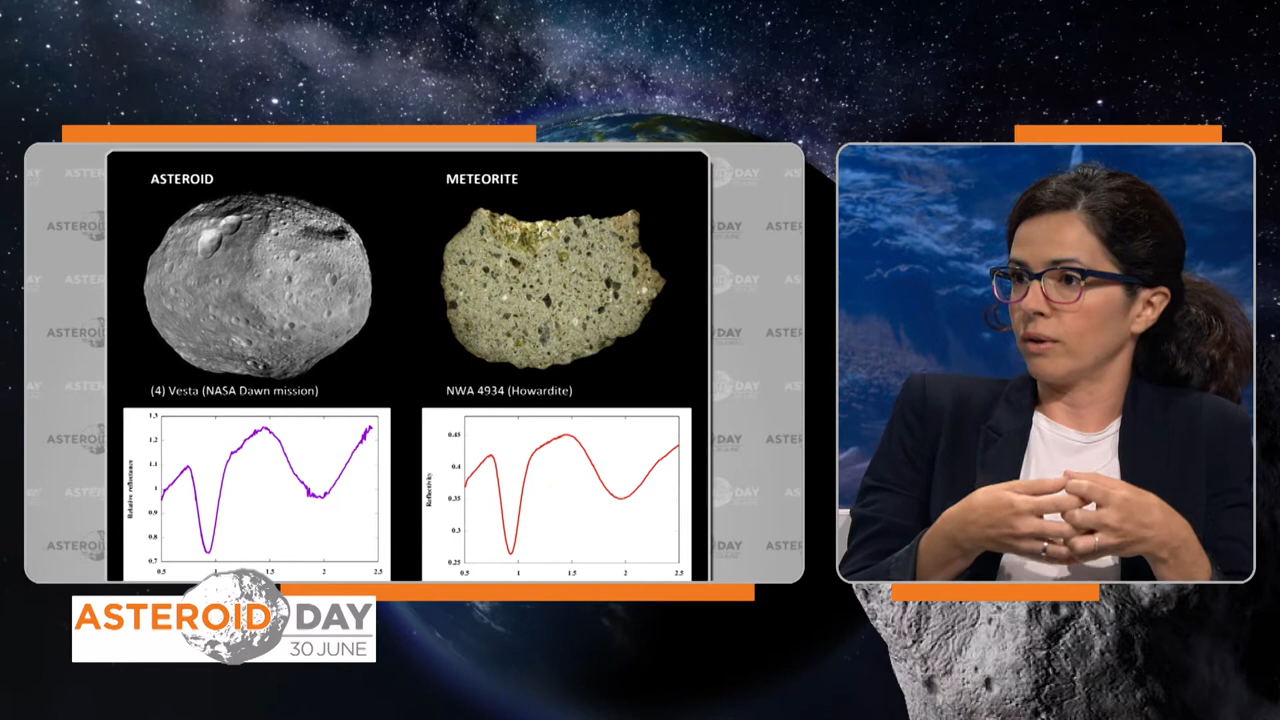 ASTEROID
METEORITE
(4) Vesta (NASA Dawn mission)
NWA 4934 (Howardite)
Relative reflectance
1.3
1.2
1.1
1
0.9
0.8
0.7
0.5
1
1.5
2
2.5
Reflectivity
0.45
0.4
0.35
0.3
0.25
0.5
1
1.5
2
2.5
ASTEROID DAY
30 JUNE